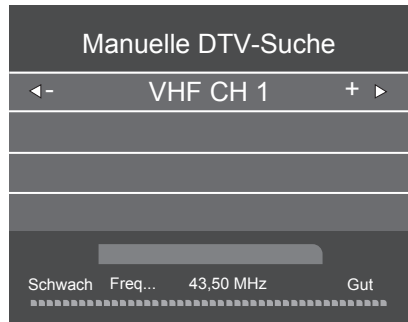 Manuelle DTV-Suche
- VHF CH 1 +
Schwach Freq... 43,50 MHz Gut